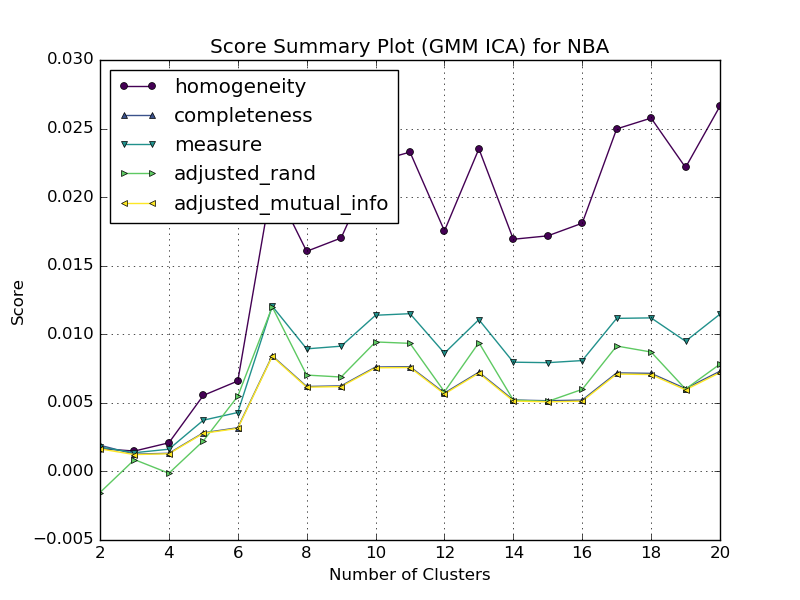 Score Summary Plot (GMM ICA) for NBA
0.030
0.025
0.020
0.015
0.010
0.005
0.000
−0.005
Score
homogeneity
completeness
measure
adjusted_rand
adjusted_mutual_info
2 4 6 8 10 12 14 16 18 20
Number of Clusters